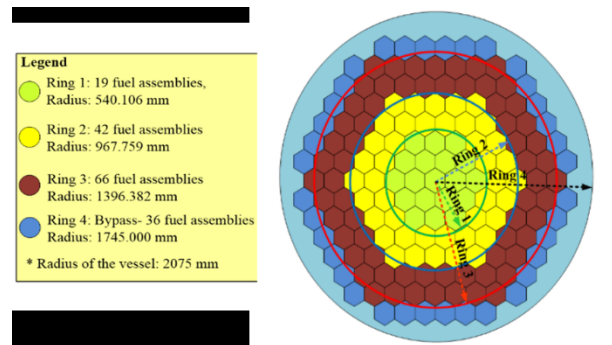 Legend
Ring 1: 19 fuel assemblies,
Radius: 540.106 mm
Ring 2: 42 fuel assemblies
Radius: 967.759 mm
Ring 3: 66 fuel assemblies
Radius: 1396.382 mm
Ring 4: Bypass- 36 fuel assemblies
Radius: 1745.000 mm
* Radius of the vessel: 2075 mm
Ring 2
Ring 4
Ring 1
Ring 3